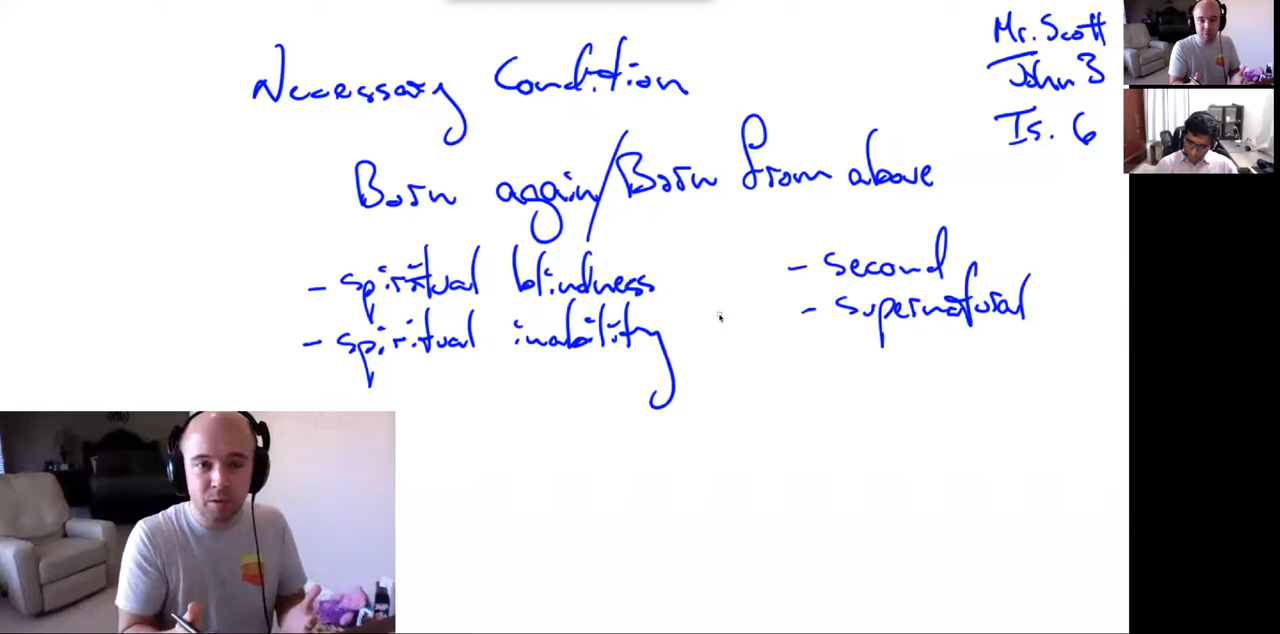 Necessary Condition
Born again/Born from above
- spiritual blindness
- spiritual inability
- second
- supernatural
Mr. Scott
John 3
Is. 6